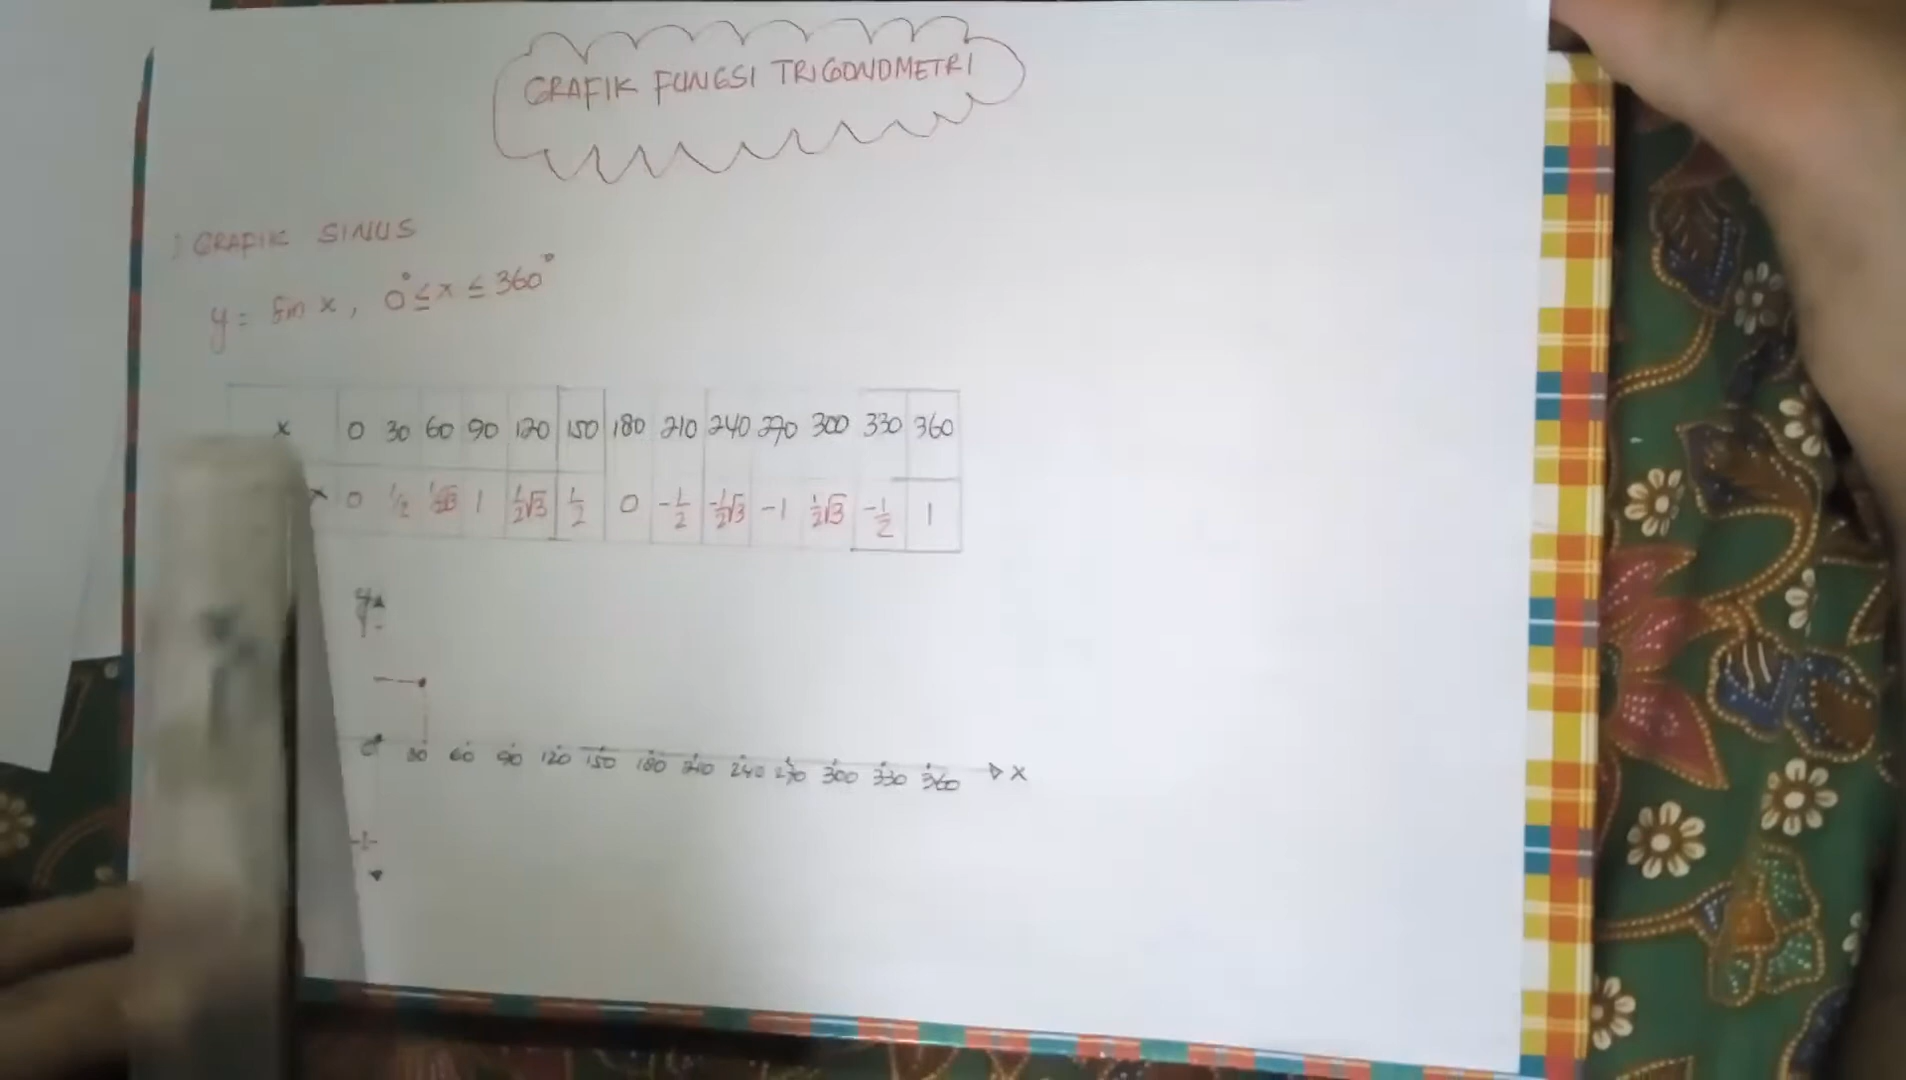 GRAFIK FUNGSI TRIGONOMETRI
GRAFIK SINUS
y = Sin x, 0° ≤ x ≤ 360°
x 0 30 60 90 120 150 180 210 240 270 300 330 360
x 0 1/2 1/2√3 1 1/2√3 1/2 0 -1/2 -1/2√3 -1 1/2√3 -1/2 1
y
0 30 60 90 120 150 180 210 240 270 300 330 360 x